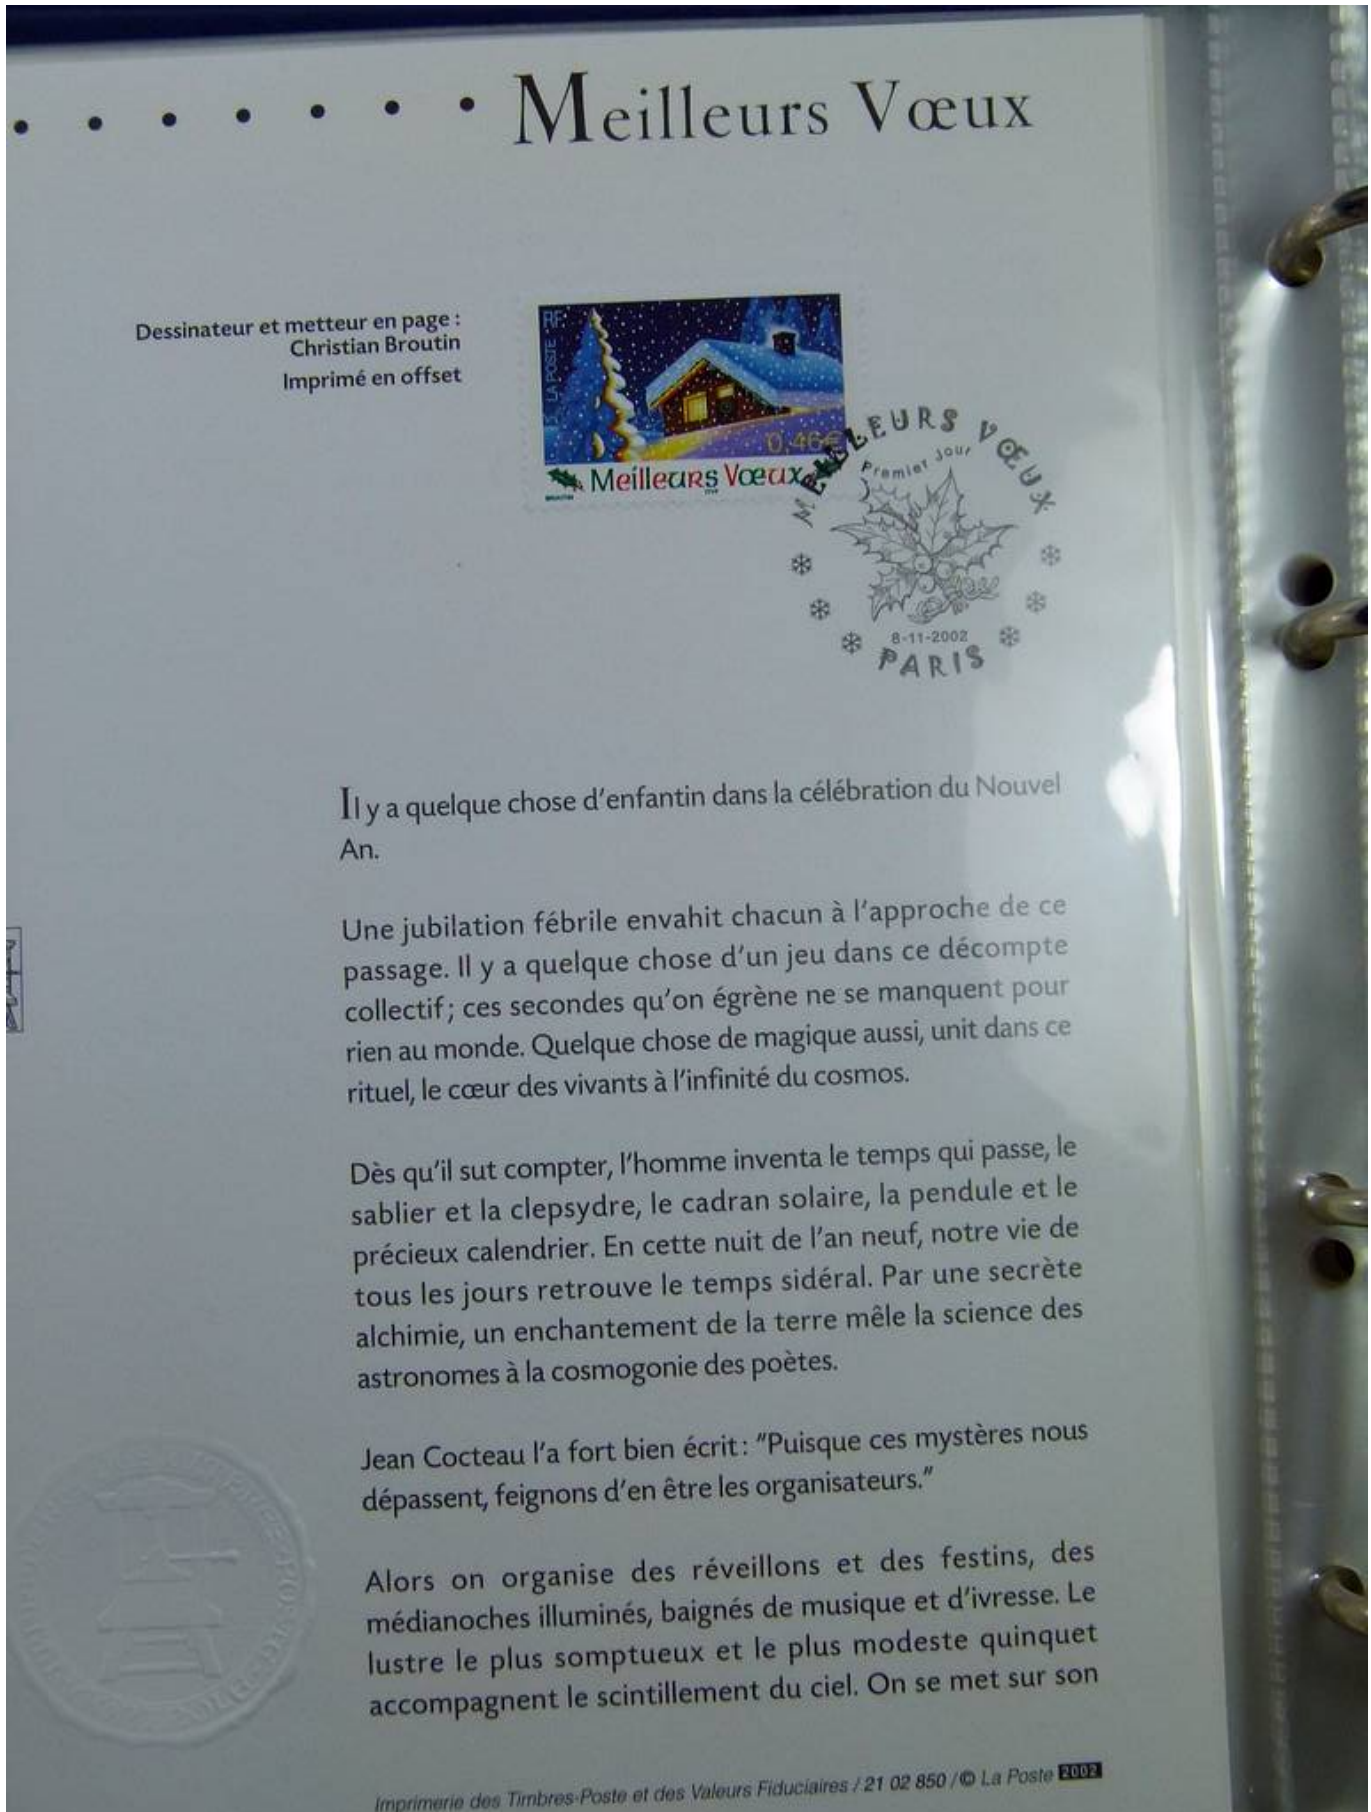 Meilleurs Vœux
Dessinateur et metteur en page :
Christian Broutin
Imprimé en offset
RF
LA POSTE
0,46€
Meilleurs Vœux
BROUTIN
MEILLEURS VŒUX
Premier Jour
8-11-2002
PARIS
Il y a quelque chose d'enfantin dans la célébration du Nouvel
An.
Une jubilation fébrile envahit chacun à l'approche de ce
passage. Il y a quelque chose d'un jeu dans ce décompte
collectif ; ces secondes qu'on égrène ne se manquent pour
rien au monde. Quelque chose de magique aussi, unit dans ce
rituel, le cœur des vivants à l'infinité du cosmos.
Dès qu'il sut compter, l'homme inventa le temps qui passe, le
sablier et la clepsydre, le cadran solaire, la pendule et le
précieux calendrier. En cette nuit de l'an neuf, notre vie de
tous les jours retrouve le temps sidéral. Par une secrète
alchimie, un enchantement de la terre mêle la science des
astronomes à la cosmogonie des poètes.
Jean Cocteau l'a fort bien écrit : "Puisque ces mystères nous
dépassent, feignons d'en être les organisateurs."
Alors on organise des réveillons et des festins, des
médianoches illuminés, baignés de musique et d'ivresse. Le
lustre le plus somptueux et le plus modeste quinquet
accompagnent le scintillement du ciel. On se met sur son
Imprimerie des Timbres-Poste et des Valeurs Fiduciaires / 21 02 850 / © La Poste 2002